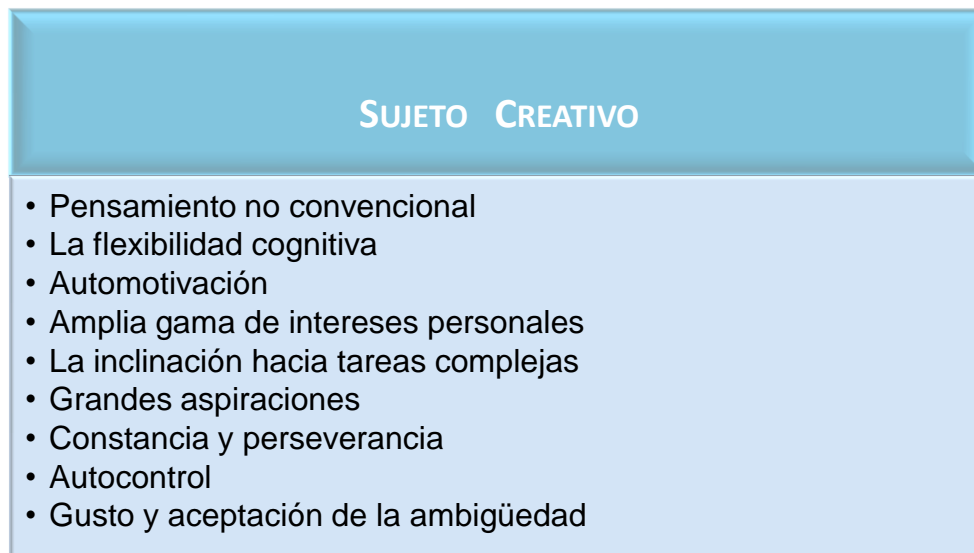 SUJETO CREATIVO
• Pensamiento no convencional
• La flexibilidad cognitiva
• Automotivación
• Amplia gama de intereses personales
• La inclinación hacia tareas complejas
• Grandes aspiraciones
• Constancia y perseverancia
• Autocontrol
• Gusto y aceptación de la ambigüedad